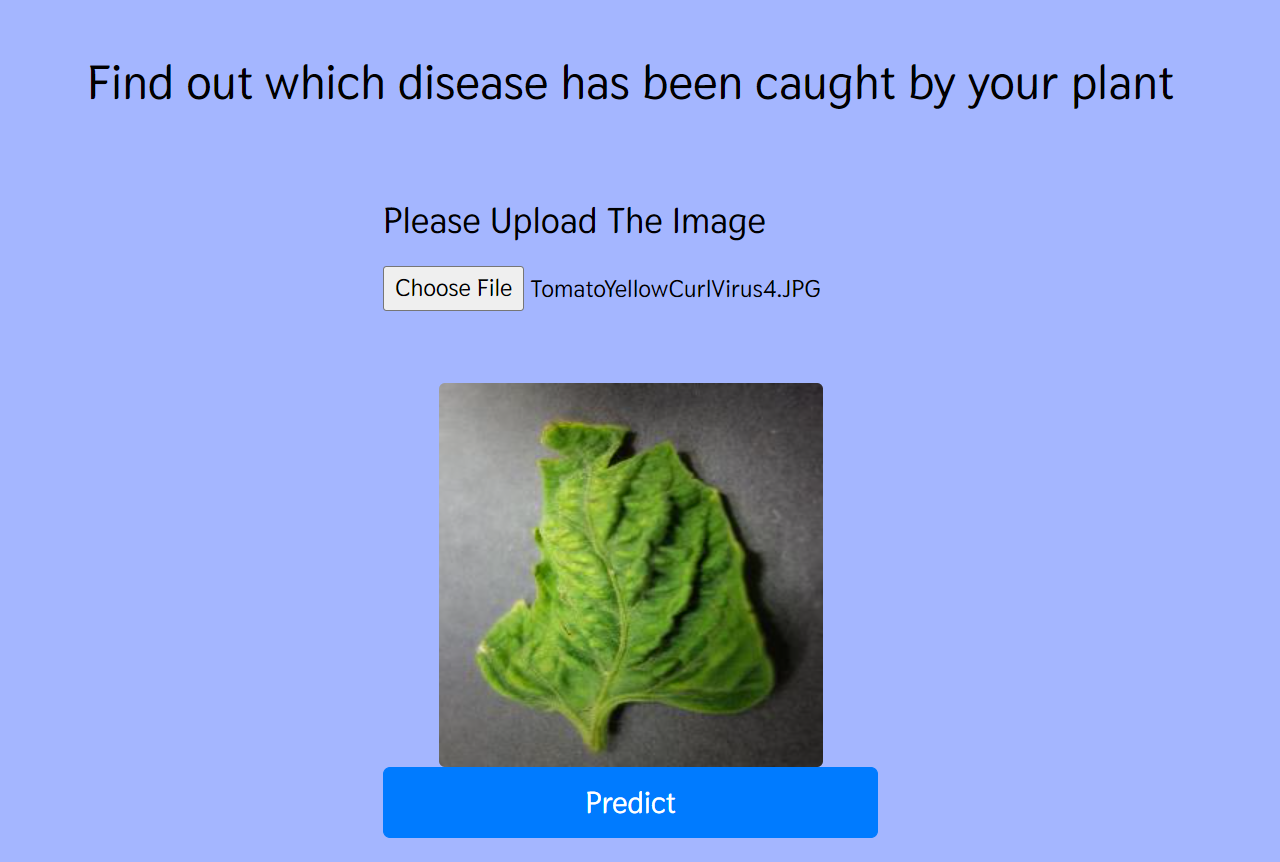 Find out which disease has been caught by your plant
Please Upload The Image
Choose File TomatoYellowCurlVirus4.JPG
Predict